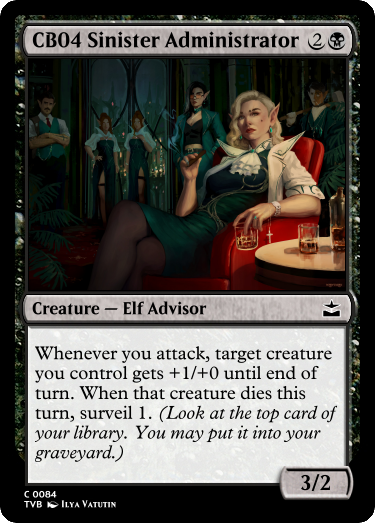 CB04 Sinister Administrator 2
Creature — Elf Advisor
Whenever you attack, target creature
you control gets +1/+0 until end of
turn. When that creature dies this
turn, surveil 1. (Look at the top card of
your library. You may put it into your
graveyard.)
3/2
C 0084
TVB Ilya Vatutin